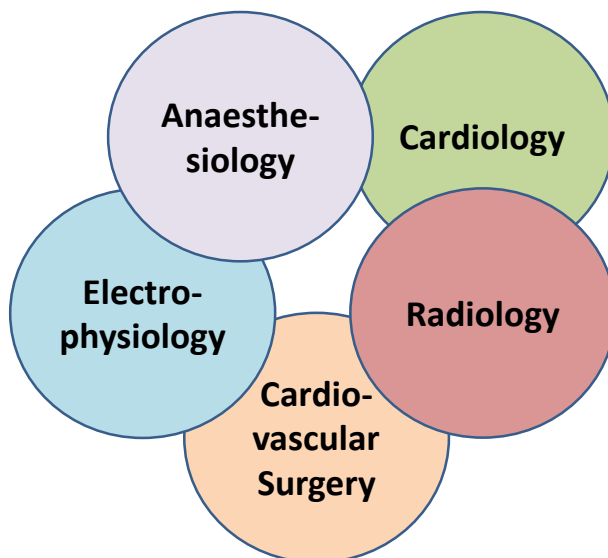 Anaesthe-
siology
Cardiology
Electro-
physiology
Radiology
Cardio-
vascular
Surgery